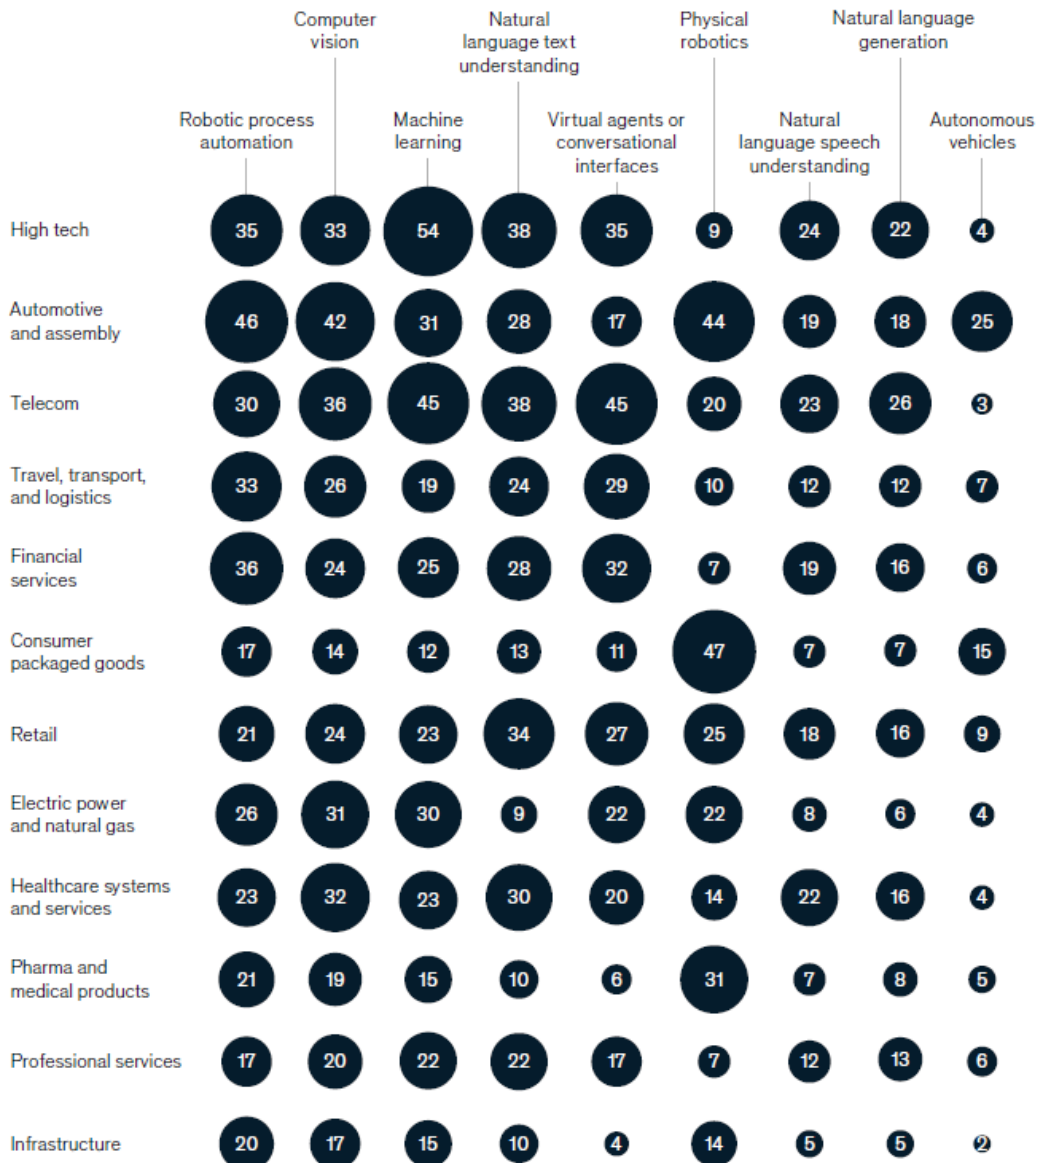 Computer
vision
Natural
language text
understanding
Physical
robotics
Natural language
generation
Robotic process
automation
Machine
learning
Virtual agents or
conversational
interfaces
Natural
language speech
understanding
Autonomous
vehicles
High tech 35 33 54 38 35 9 24 22 4
Automotive
and assembly 46 42 31 28 17 44 19 18 25
Telecom 30 36 45 38 45 20 23 26 3
Travel, transport,
and logistics 33 26 19 24 29 10 12 12 7
Financial
services 36 24 25 28 32 7 19 16 6
Consumer
packaged goods 17 14 12 13 11 47 7 7 15
Retail 21 24 23 34 27 25 18 16 9
Electric power
and natural gas 26 31 30 9 22 22 8 6 4
Healthcare systems
and services 23 32 23 30 20 14 22 16 4
Pharma and
medical products 21 19 15 10 6 31 7 8 5
Professional services 17 20 22 22 17 7 12 13 6
Infrastructure 20 17 15 10 4 14 5 5 2